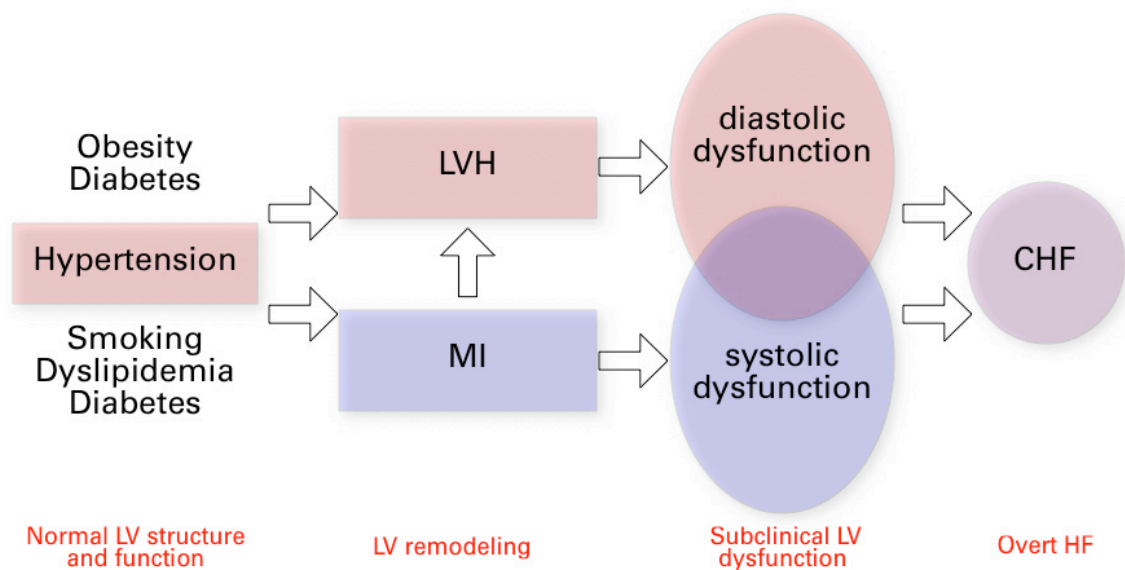 Obesity
Diabetes
Hypertension
Smoking
Dyslipidemia
Diabetes
LVH
MI
diastolic
dysfunction
systolic
dysfunction
CHF
Normal LV structure
and function
LV remodeling
Subclinical LV
dysfunction
Overt HF